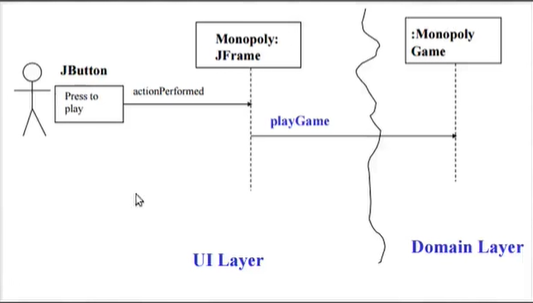 Monopoly:
JFrame
:Monopoly
Game
JButton
Press to
play
actionPerformed
playGame
UI Layer
Domain Layer